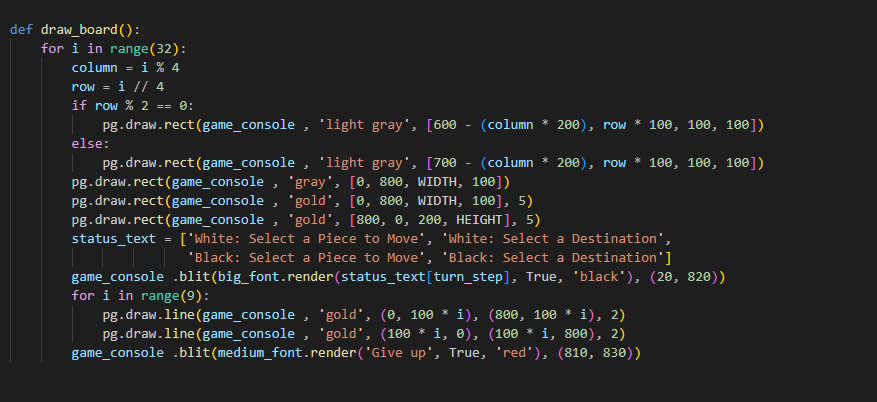 def draw_board():
    for i in range(32):
        column = i % 4
        row = i // 4
        if row % 2 == 0:
            pg.draw.rect(game_console , 'light gray', [600 - (column * 200), row * 100, 100, 100])
        else:
            pg.draw.rect(game_console , 'light gray', [700 - (column * 200), row * 100, 100, 100])
        pg.draw.rect(game_console , 'gray', [0, 800, WIDTH, 100])
        pg.draw.rect(game_console , 'gold', [0, 800, WIDTH, 100], 5)
        pg.draw.rect(game_console , 'gold', [800, 0, 200, HEIGHT], 5)
        status_text = ['White: Select a Piece to Move', 'White: Select a Destination',
                       'Black: Select a Piece to Move', 'Black: Select a Destination']
        game_console .blit(big_font.render(status_text[turn_step], True, 'black'), (20, 820))
        for i in range(9):
            pg.draw.line(game_console , 'gold', (0, 100 * i), (800, 100 * i), 2)
            pg.draw.line(game_console , 'gold', (100 * i, 0), (100 * i, 800), 2)
        game_console .blit(medium_font.render('Give up', True, 'red'), (810, 830))